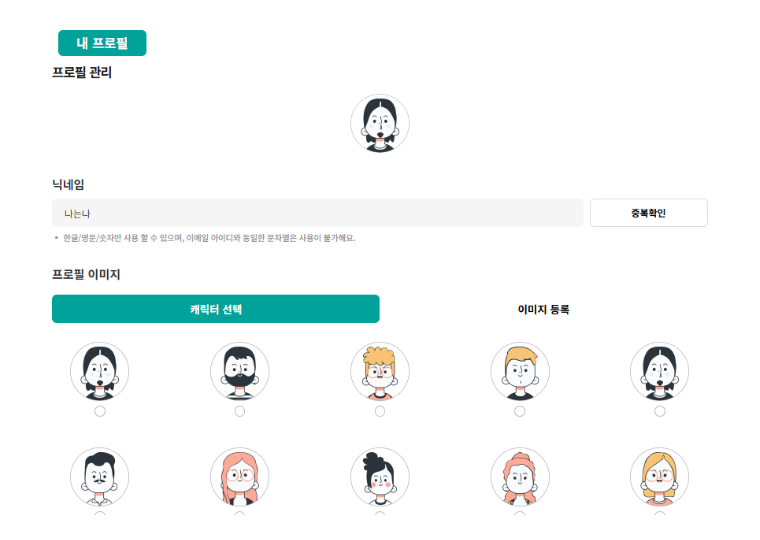 내 프로필
프로필 관리
닉네임
나는나
중복확인
• 한글/영문/숫자만 사용 할 수 있으며, 이메일 아이디와 동일한 문자열은 사용이 불가해요.
프로필 이미지
캐릭터 선택
이미지 등록